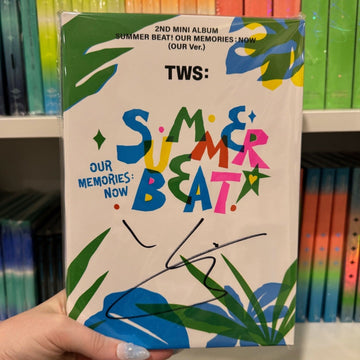 2ND MINI ALBUM
SUMMER BEAT! OUR MEMORIES : NOW
(OUR Ver.)
TWS:
SUMMER
BEAT!
OUR
MEMORIES:
NOW